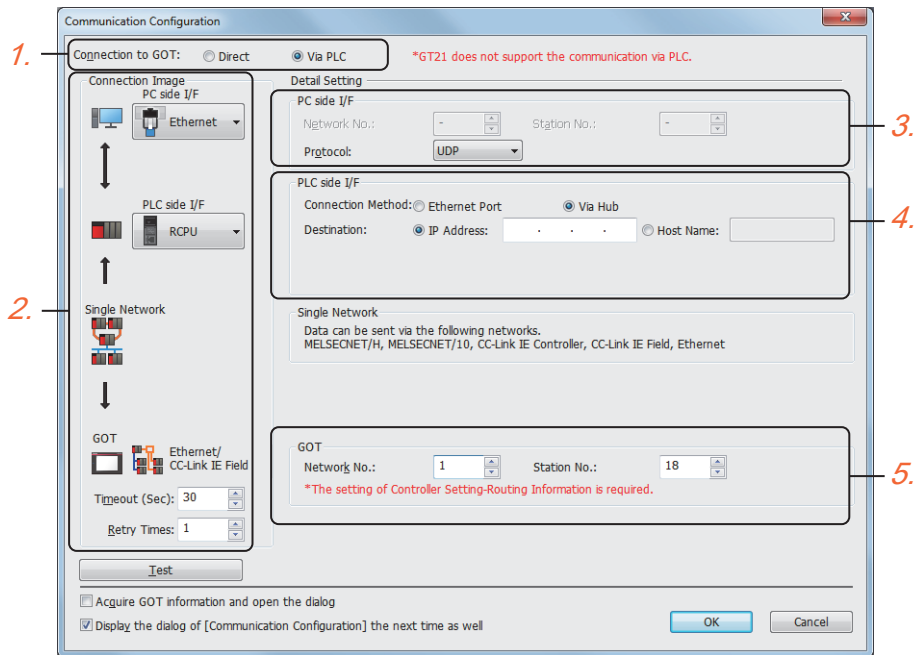 Communication Configuration
1.
Connection to GOT: Direct Via PLC *GT21 does not support the communication via PLC.
2.
Connection Image
PC side I/F
Ethernet
PLC side I/F
RCPU
Single Network
GOT
Ethernet/
CC-Link IE Field
Timeout (Sec): 30
Retry Times: 1
Test
Detail Setting
PC side I/F
Network No.: - Station No.: -
Protocol: UDP
3.
PLC side I/F
Connection Method: Ethernet Port Via Hub
Destination: IP Address: . . . Host Name:
4.
Single Network
Data can be sent via the following networks.
MELSECNET/H, MELSECNET/10, CC-Link IE Controller, CC-Link IE Field, Ethernet
GOT
Network No.: 1 Station No.: 18
*The setting of Controller Setting-Routing Information is required.
5.
Acquire GOT information and open the dialog
Display the dialog of [Communication Configuration] the next time as well
OK Cancel